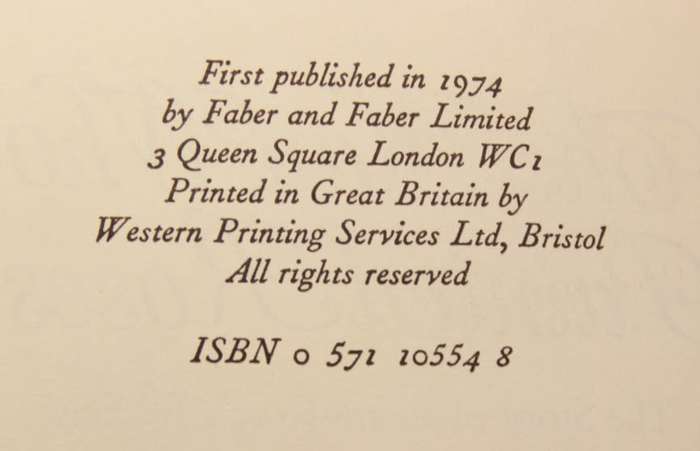 First published in 1974
by Faber and Faber Limited
3 Queen Square London WC1
Printed in Great Britain by
Western Printing Services Ltd, Bristol
All rights reserved
ISBN 0 571 10554 8